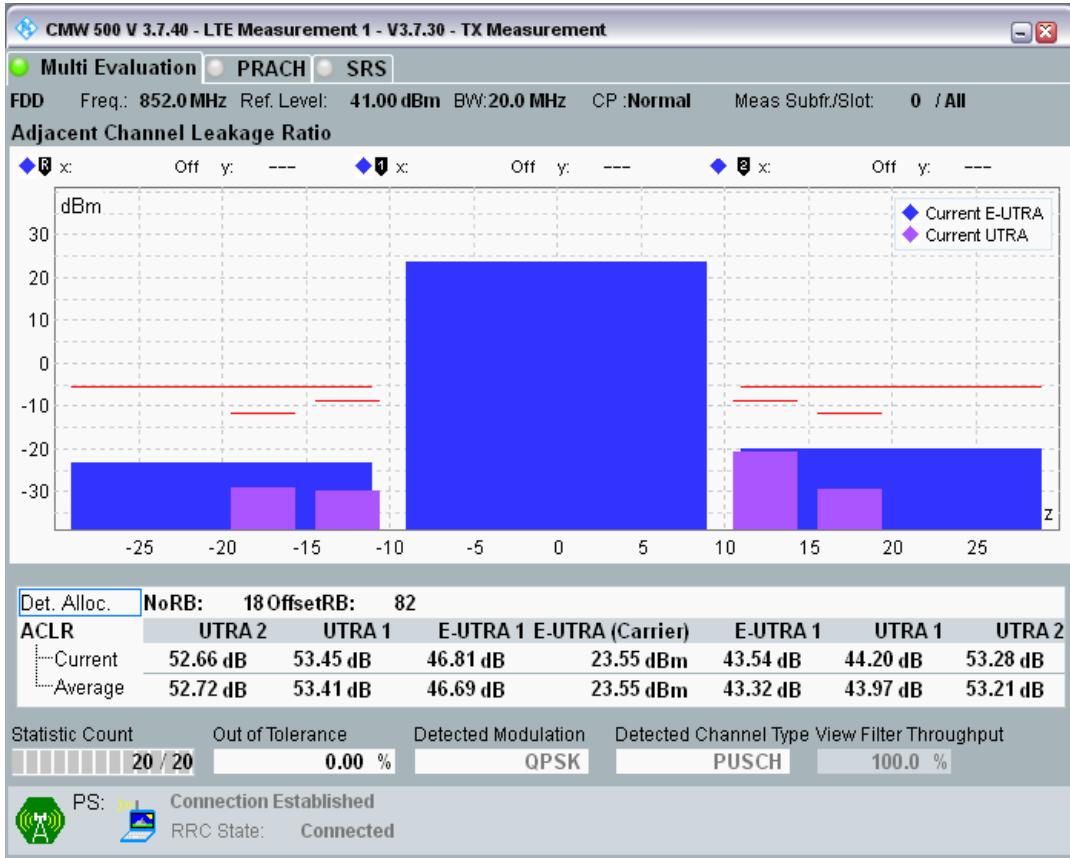 CMW 500 V 3.7.40 - LTE Measurement 1 - V3.7.30 - TX Measurement
Multi Evaluation PRACH SRS
FDD Freq.: 852.0 MHz Ref. Level: 41.00 dBm BW: 20.0 MHz CP :Normal Meas Subfr./Slot: 0 / All
Adjacent Channel Leakage Ratio
R x: Off y: --- 1 x: Off y: --- 2 x: Off y: ---
dBm
Current E-UTRA
Current UTRA
30
20
10
0
-10
-20
-30
z
-25 -20 -15 -10 -5 0 5 10 15 20 25
Det. Alloc. NoRB: 18 OffsetRB: 82
ACLR UTRA 2 UTRA 1 E-UTRA 1 E-UTRA (Carrier) E-UTRA 1 UTRA 1 UTRA 2
Current 52.66 dB 53.45 dB 46.81 dB 23.55 dBm 43.54 dB 44.20 dB 53.28 dB
Average 52.72 dB 53.41 dB 46.69 dB 23.55 dBm 43.32 dB 43.97 dB 53.21 dB
Statistic Count Out of Tolerance Detected Modulation Detected Channel Type View Filter Throughput
20 / 20 0.00 % QPSK PUSCH 100.0 %
PS: Connection Established
RRC State: Connected